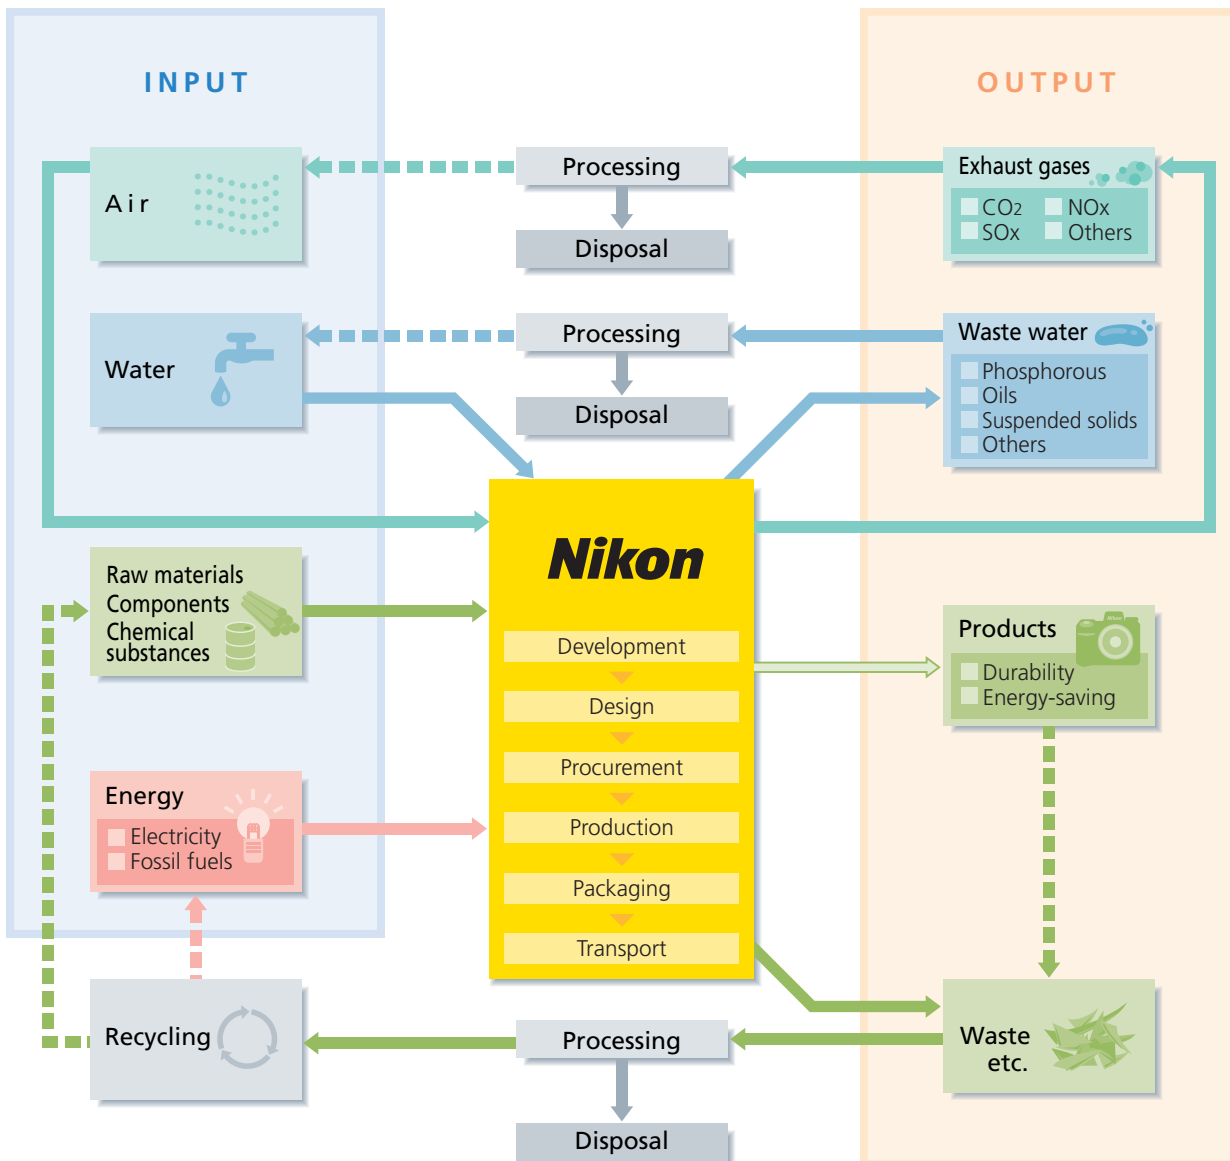 INPUT
OUTPUT
Air
Processing
Disposal
Exhaust gases
CO2
NOx
SOx
Others
Water
Processing
Disposal
Waste water
Phosphorous
Oils
Suspended solids
Others
Nikon
Development
Design
Procurement
Production
Packaging
Transport
Raw materials
Components
Chemical
substances
Products
Nikon
Durability
Energy-saving
Energy
Electricity
Fossil fuels
Recycling
Processing
Disposal
Waste
etc.